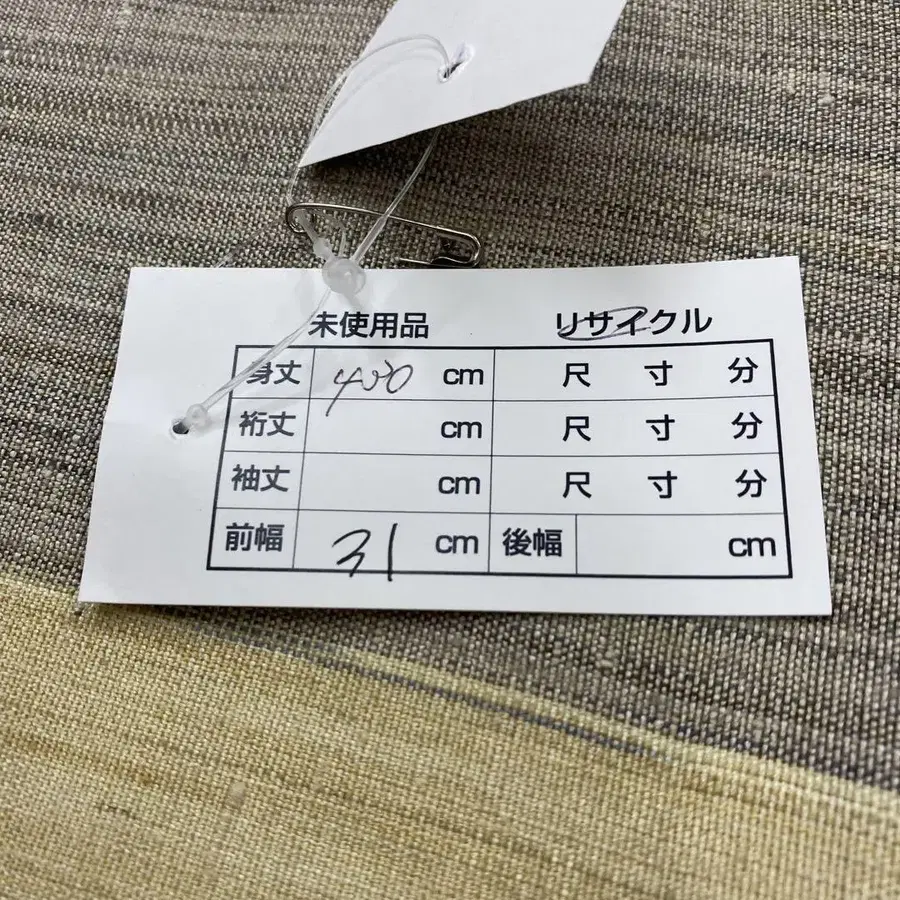 未使用品 リサイクル
身丈 400 cm 尺 寸 分
裄丈 cm 尺 寸 分
袖丈 cm 尺 寸 分
前幅 31 cm 後幅 cm